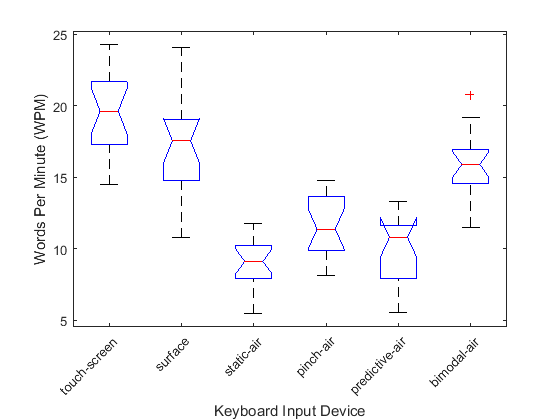 Words Per Minute (WPM)
25
20
15
10
5
touch-screen
surface
static-air
pinch-air
predictive-air
bimodal-air
Keyboard Input Device